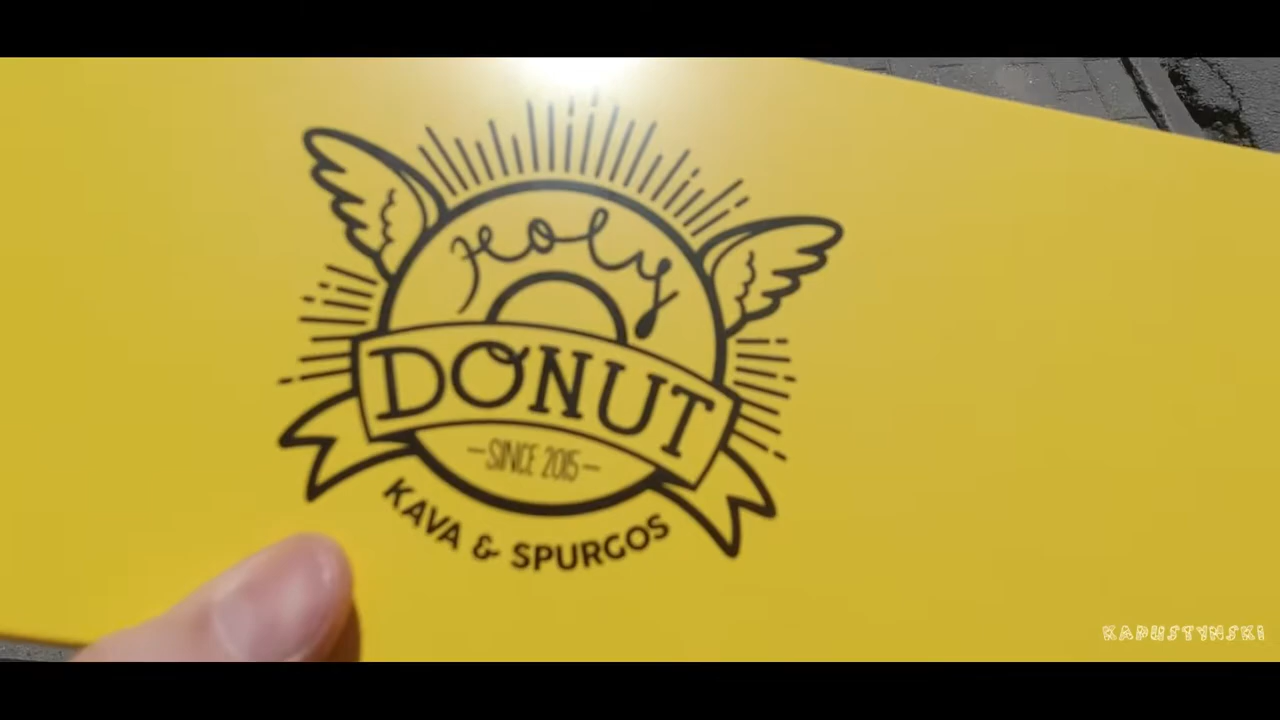 Holy
DONUT
—SINCE 2015—
KAVA & SPURGOS
KAPUSTYNSKI